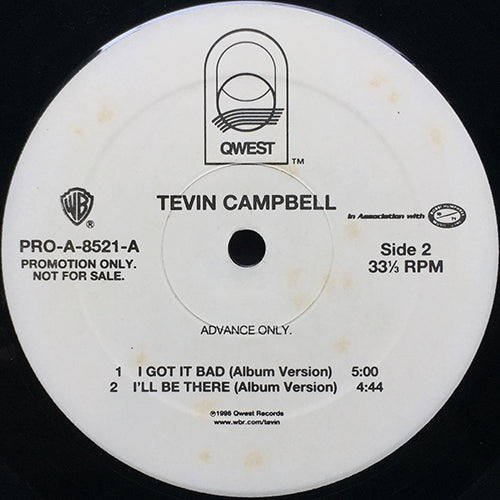 QWEST
TM
TEVIN CAMPBELL
WB
In Association with
PRO-A-8521-A
PROMOTION ONLY.
NOT FOR SALE.
Side 2
33⅓ RPM
ADVANCE ONLY.
1 I GOT IT BAD (Album Version) 5:00
2 I'LL BE THERE (Album Version) 4:44
℗1996 Qwest Records
www.wbr.com/tevin